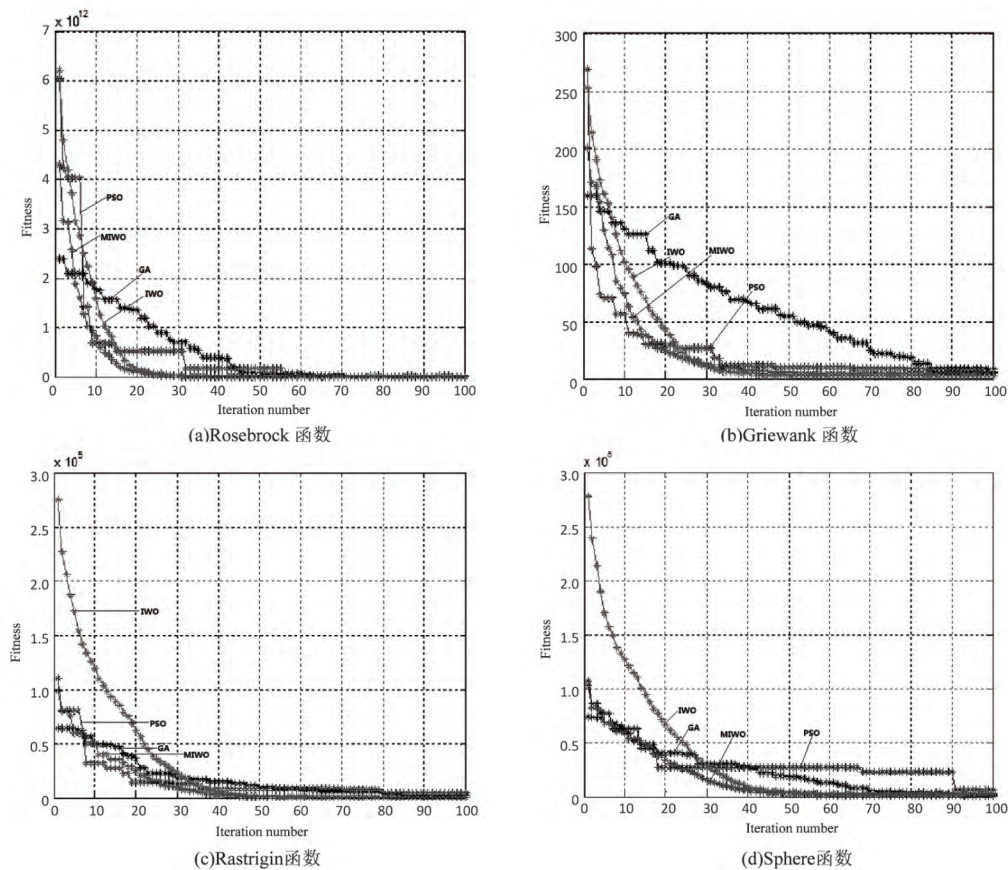 × 10¹²
7
6
5
4
3
2
1
0
Fitness
PSO
MIWO
GA
IWO
0 10 20 30 40 50 60 70 80 90 100
Iteration number
(a)Rosebrock 函数
300
250
200
150
100
50
0
Fitness
GA
IWO
MIWO
PSO
0 10 20 30 40 50 60 70 80 90 100
Iteration number
(b)Griewank 函数
3.0 × 10⁵
2.5
2.0
1.5
1.0
0.5
0
Fitness
IWO
PSO
GA
MIWO
0 10 20 30 40 50 60 70 80 90 100
Iteration number
(c)Rastrigin函数
3.0 × 10⁵
2.5
2.0
1.5
1.0
0.5
0
Fitness
IWO
GA
MIWO
PSO
0 10 20 30 40 50 60 70 80 90 100
Iteration number
(d)Sphere函数